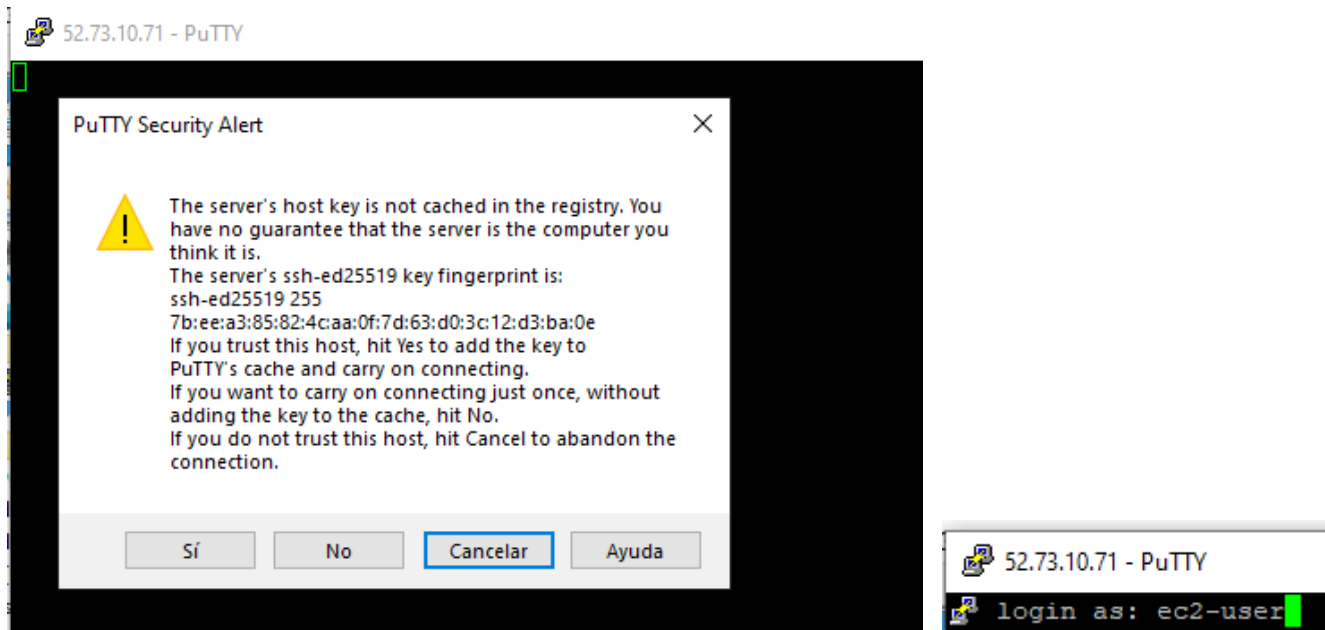 52.73.10.71 - PuTTY
PuTTY Security Alert
The server's host key is not cached in the registry. You
have no guarantee that the server is the computer you
think it is.
The server's ssh-ed25519 key fingerprint is:
ssh-ed25519 255
7b:ee:a3:85:82:4c:aa:0f:7d:63:d0:3c:12:d3:ba:0e
If you trust this host, hit Yes to add the key to
PuTTY's cache and carry on connecting.
If you want to carry on connecting just once, without
adding the key to the cache, hit No.
If you do not trust this host, hit Cancel to abandon the
connection.
Sí No Cancelar Ayuda
52.73.10.71 - PuTTY
login as: ec2-user